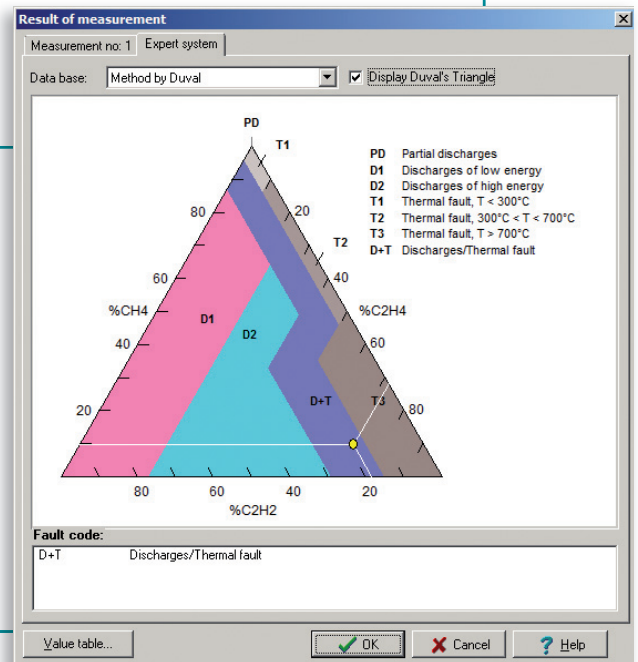 Result of measurement
Measurement no: 1 Expert system
Data base: Method by Duval Display Duval's Triangle
PD
T1
PD Partial discharges
D1 Discharges of low energy
D2 Discharges of high energy
T1 Thermal fault, T < 300°C
T2 Thermal fault, 300°C < T < 700°C
T3 Thermal fault, T > 700°C
D+T Discharges/Thermal fault
80 20
T2
60 40
%CH4 %C2H4
D1
D2
40 60
D+T T3
20 80
80 60 40 20
%C2H2
Fault code:
D+T Discharges/Thermal fault
Value table... OK Cancel Help